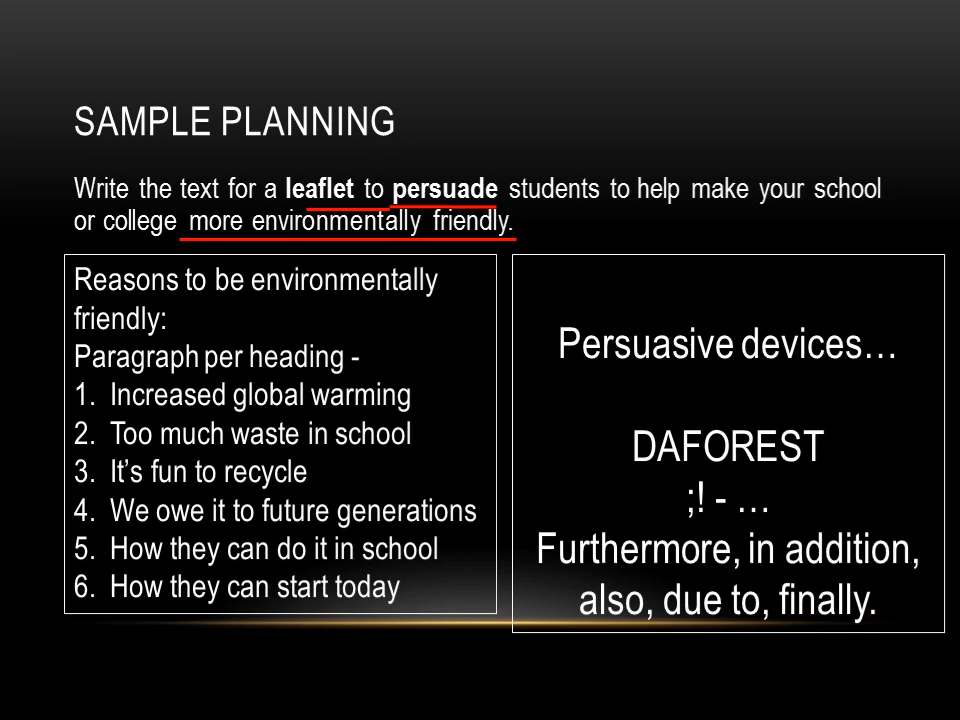 SAMPLE PLANNING
Write the text for a leaflet to persuade students to help make your school
or college more environmentally friendly.
Reasons to be environmentally
friendly:
Paragraph per heading -
1. Increased global warming
2. Too much waste in school
3. It's fun to recycle
4. We owe it to future generations
5. How they can do it in school
6. How they can start today
Persuasive devices…
DAFOREST
;! - …
Furthermore, in addition,
also, due to, finally.